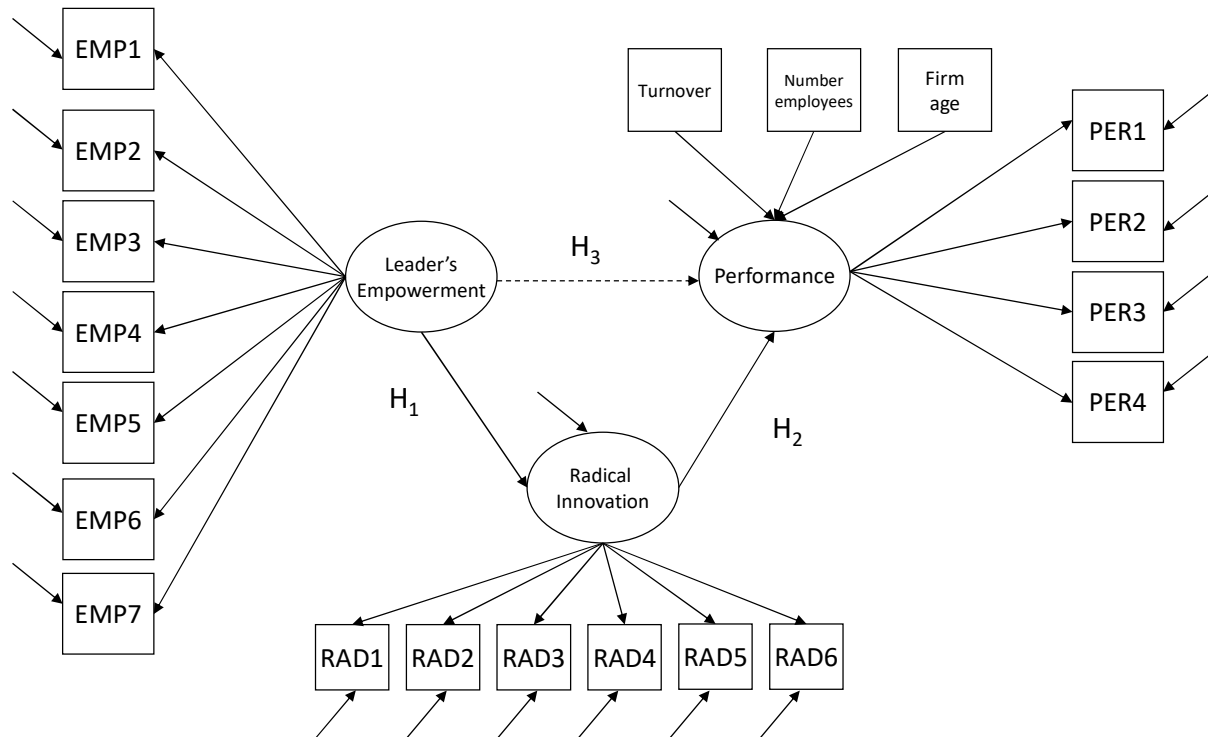 EMP1
EMP2
EMP3
EMP4
EMP5
EMP6
EMP7
Leader's
Empowerment
H1
H3
Turnover
Number
employees
Firm
age
Performance
H2
Radical
Innovation
PER1
PER2
PER3
PER4
RAD1
RAD2
RAD3
RAD4
RAD5
RAD6